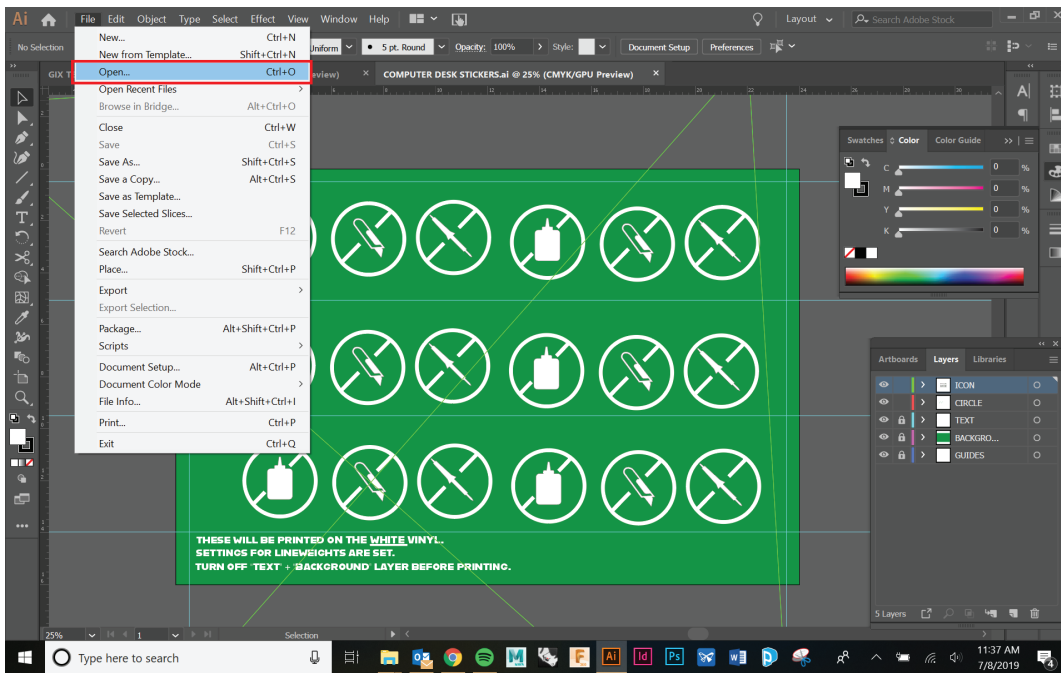 Ai File Edit Object Type Select Effect View Window Help Layout Search Adobe Stock
No Selection Uniform 5 pt. Round Opacity: 100% Style: Document Setup Preferences
GIX T eview) × COMPUTER DESK STICKERS.ai @ 25% (CMYK/GPU Preview) ×
New... Ctrl+N
New from Template... Shift+Ctrl+N
Open... Ctrl+O
Open Recent Files
Browse in Bridge... Alt+Ctrl+O
Close Ctrl+W
Save Ctrl+S
Save As... Shift+Ctrl+S
Save a Copy... Alt+Ctrl+S
Save as Template...
Save Selected Slices...
Revert F12
Search Adobe Stock...
Place... Shift+Ctrl+P
Export
Export Selection...
Package... Alt+Shift+Ctrl+P
Scripts
Document Setup... Alt+Ctrl+P
Document Color Mode
File Info... Alt+Shift+Ctrl+I
Print... Ctrl+P
Exit Ctrl+Q
Swatches Color Color Guide
C 0 %
M 0 %
Y 0 %
K 0 %
Artboards Layers Libraries
ICON
CIRCLE
TEXT
BACKGRO...
GUIDES
5 Layers
THESE WILL BE PRINTED ON THE WHITE VINYL.
SETTINGS FOR LINEWEIGHTS ARE SET.
TURN OFF 'TEXT' + 'BACKGROUND' LAYER BEFORE PRINTING.
25% 1 Selection
Type here to search
Ai Id Ps
11:37 AM
7/8/2019
4